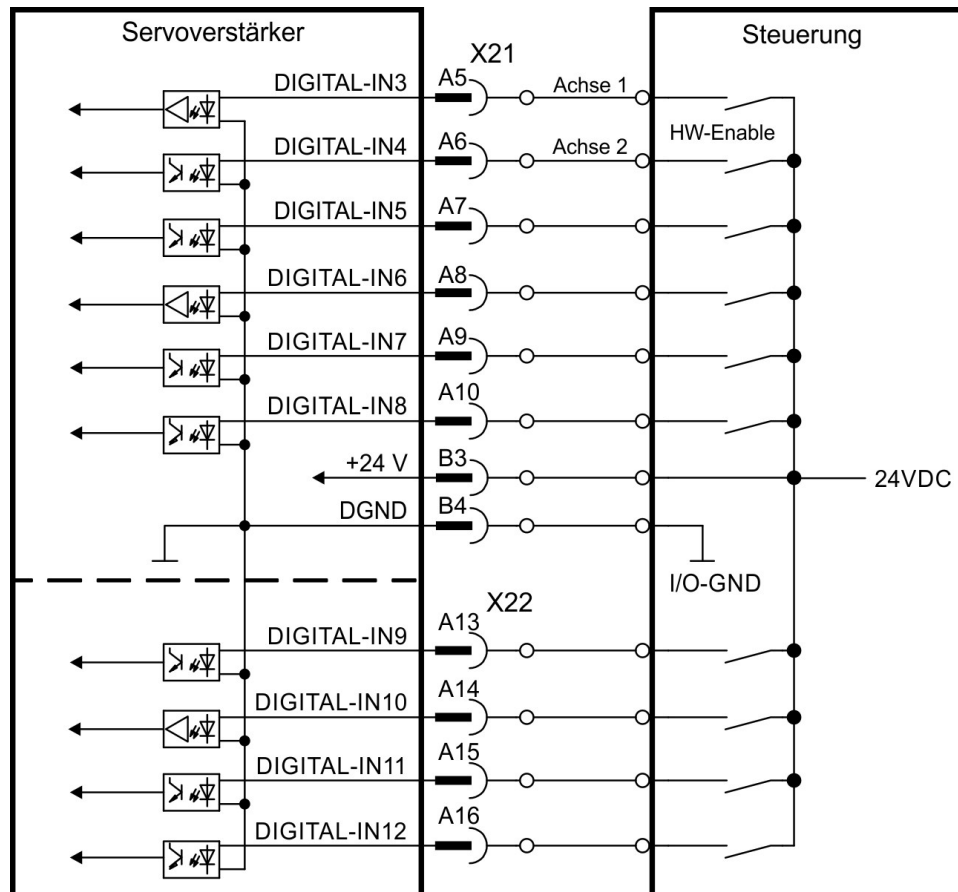 Servoverstärker
Steuerung
X21
DIGITAL-IN3 A5 Achse 1
HW-Enable
DIGITAL-IN4 A6 Achse 2
DIGITAL-IN5 A7
DIGITAL-IN6 A8
DIGITAL-IN7 A9
DIGITAL-IN8 A10
+24 V B3 24VDC
DGND B4
I/O-GND
X22
DIGITAL-IN9 A13
DIGITAL-IN10 A14
DIGITAL-IN11 A15
DIGITAL-IN12 A16